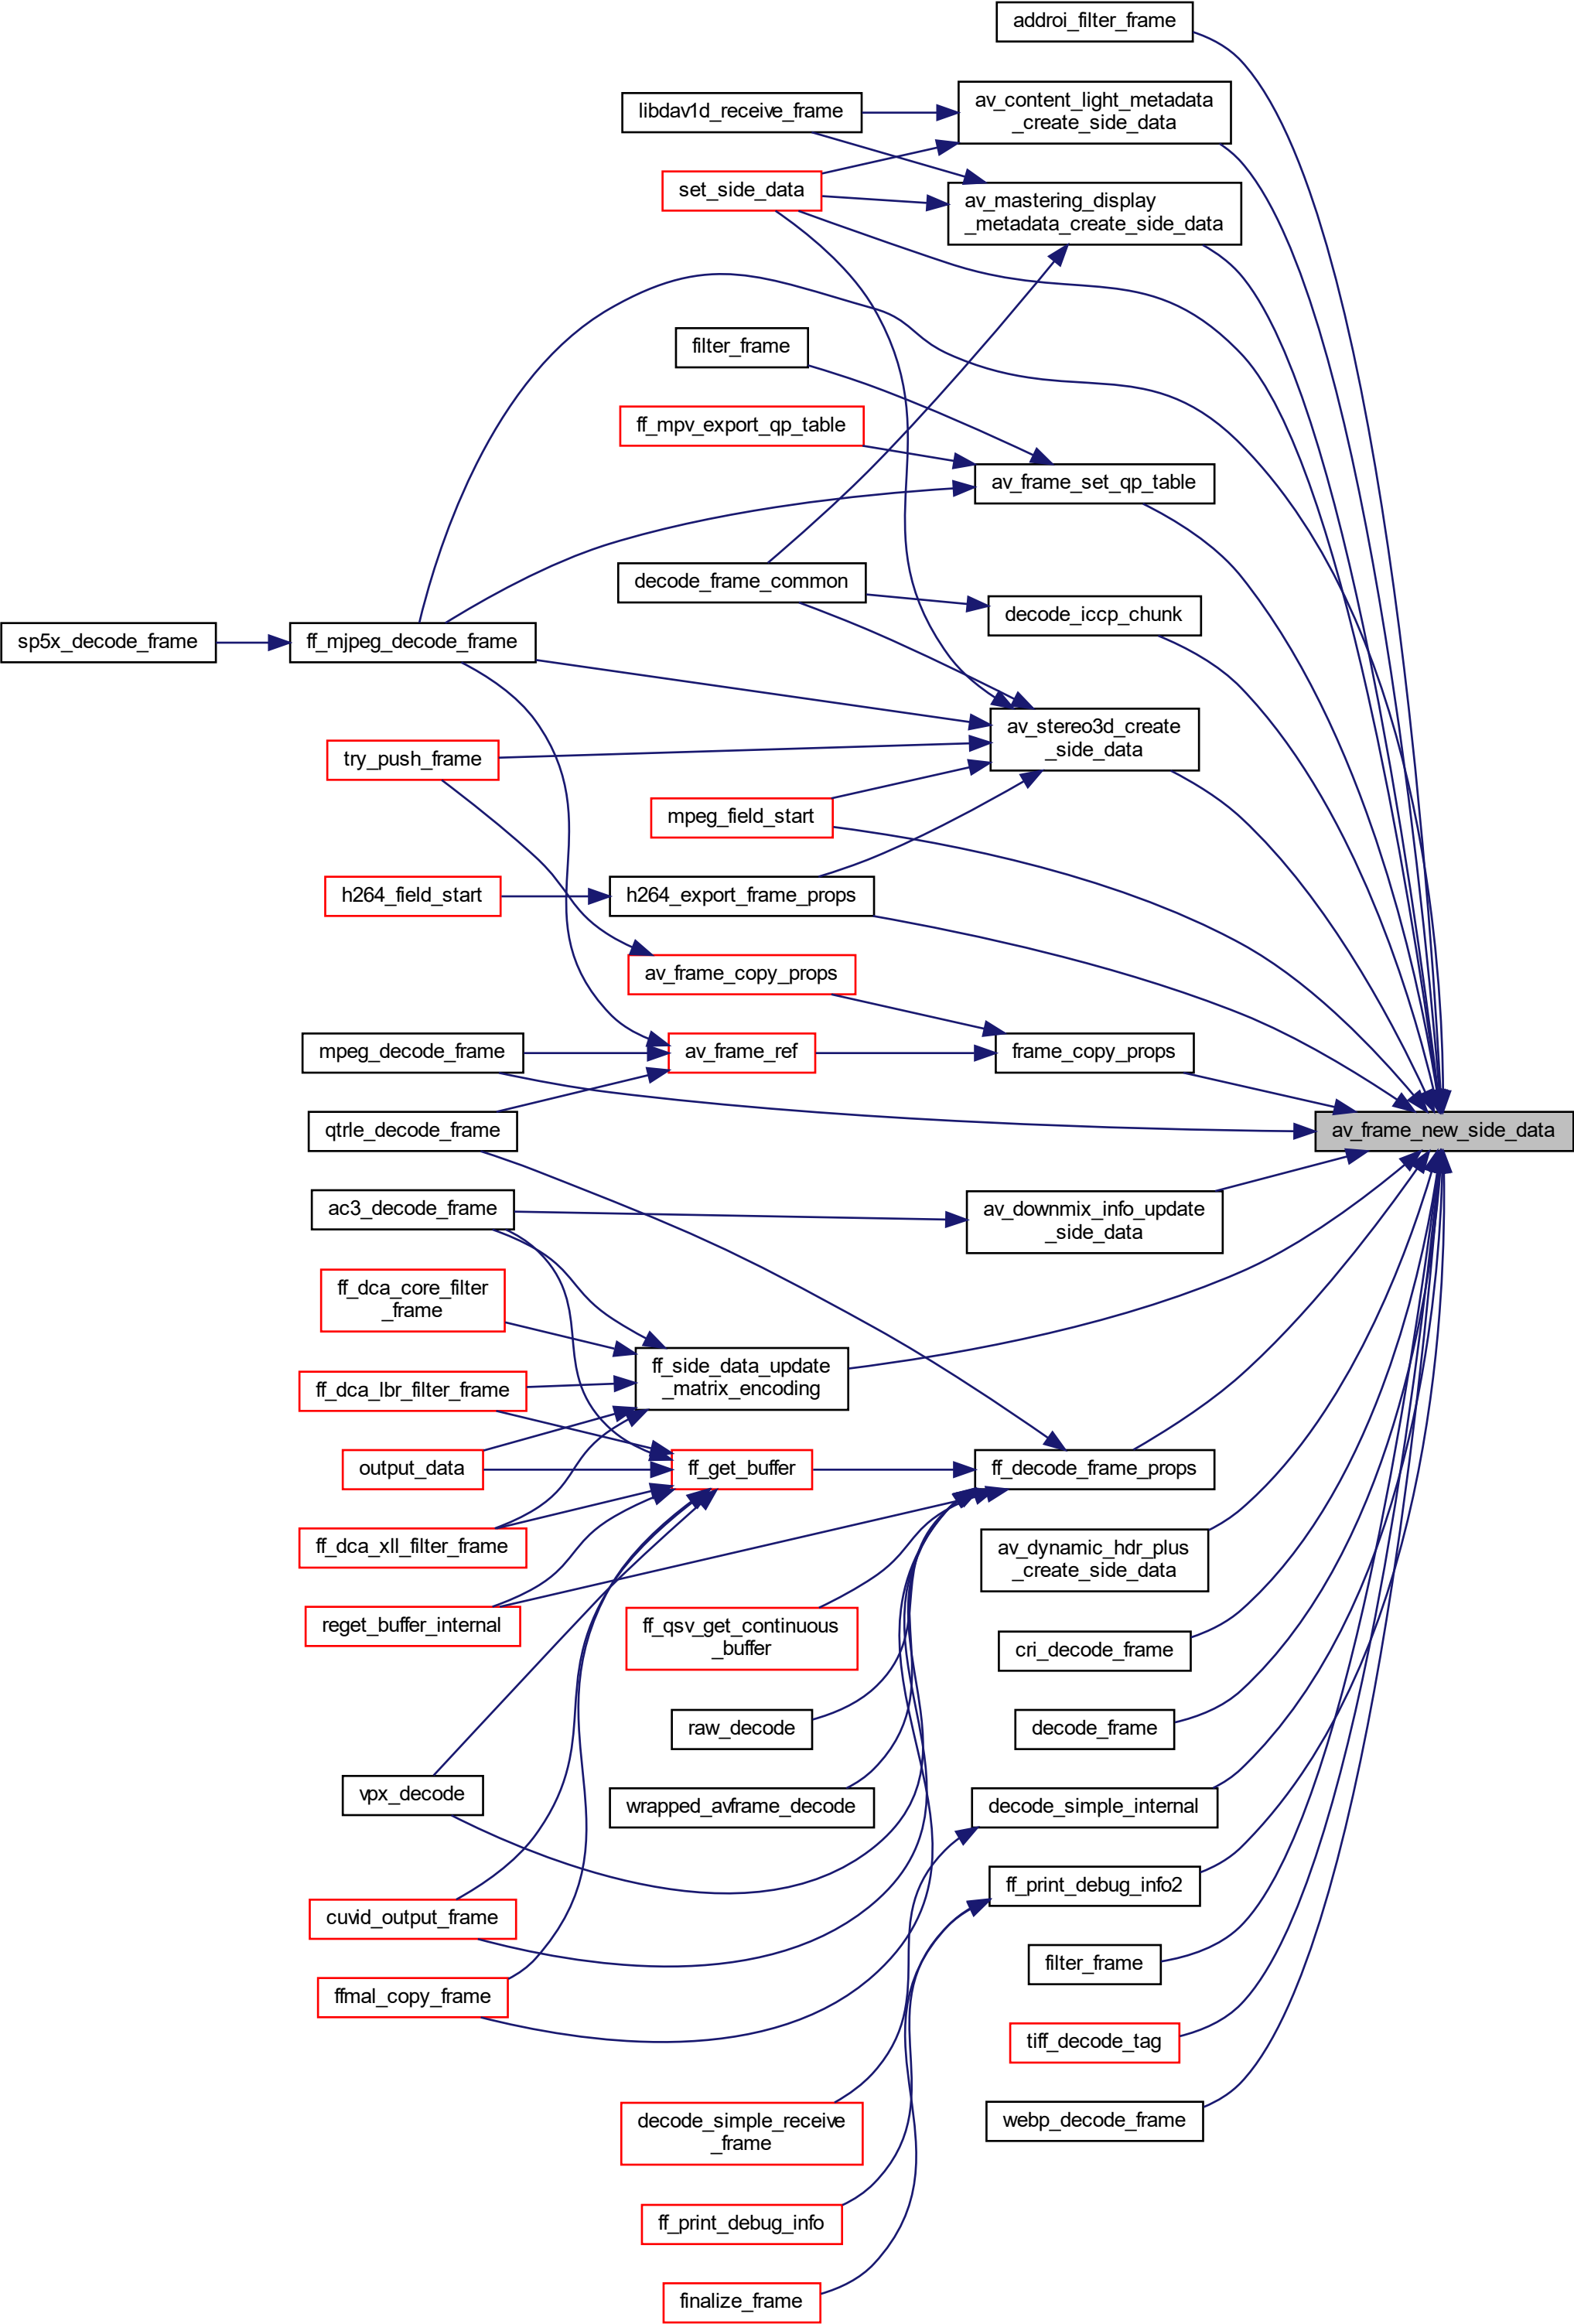 addroi_filter_frame
av_content_light_metadata
_create_side_data
libdav1d_receive_frame
set_side_data
av_mastering_display
_metadata_create_side_data
filter_frame
ff_mpv_export_qp_table
av_frame_set_qp_table
decode_frame_common
decode_iccp_chunk
sp5x_decode_frame
ff_mjpeg_decode_frame
av_stereo3d_create
_side_data
try_push_frame
mpeg_field_start
h264_field_start
h264_export_frame_props
av_frame_copy_props
mpeg_decode_frame
av_frame_ref
frame_copy_props
qtrle_decode_frame
av_frame_new_side_data
ac3_decode_frame
av_downmix_info_update
_side_data
ff_dca_core_filter
_frame
ff_side_data_update
_matrix_encoding
ff_dca_lbr_filter_frame
output_data
ff_get_buffer
ff_decode_frame_props
ff_dca_xll_filter_frame
av_dynamic_hdr_plus
_create_side_data
reget_buffer_internal
ff_qsv_get_continuous
_buffer
cri_decode_frame
raw_decode
decode_frame
vpx_decode
wrapped_avframe_decode
decode_simple_internal
ff_print_debug_info2
cuvid_output_frame
filter_frame
ffmal_copy_frame
tiff_decode_tag
decode_simple_receive
_frame
webp_decode_frame
ff_print_debug_info
finalize_frame